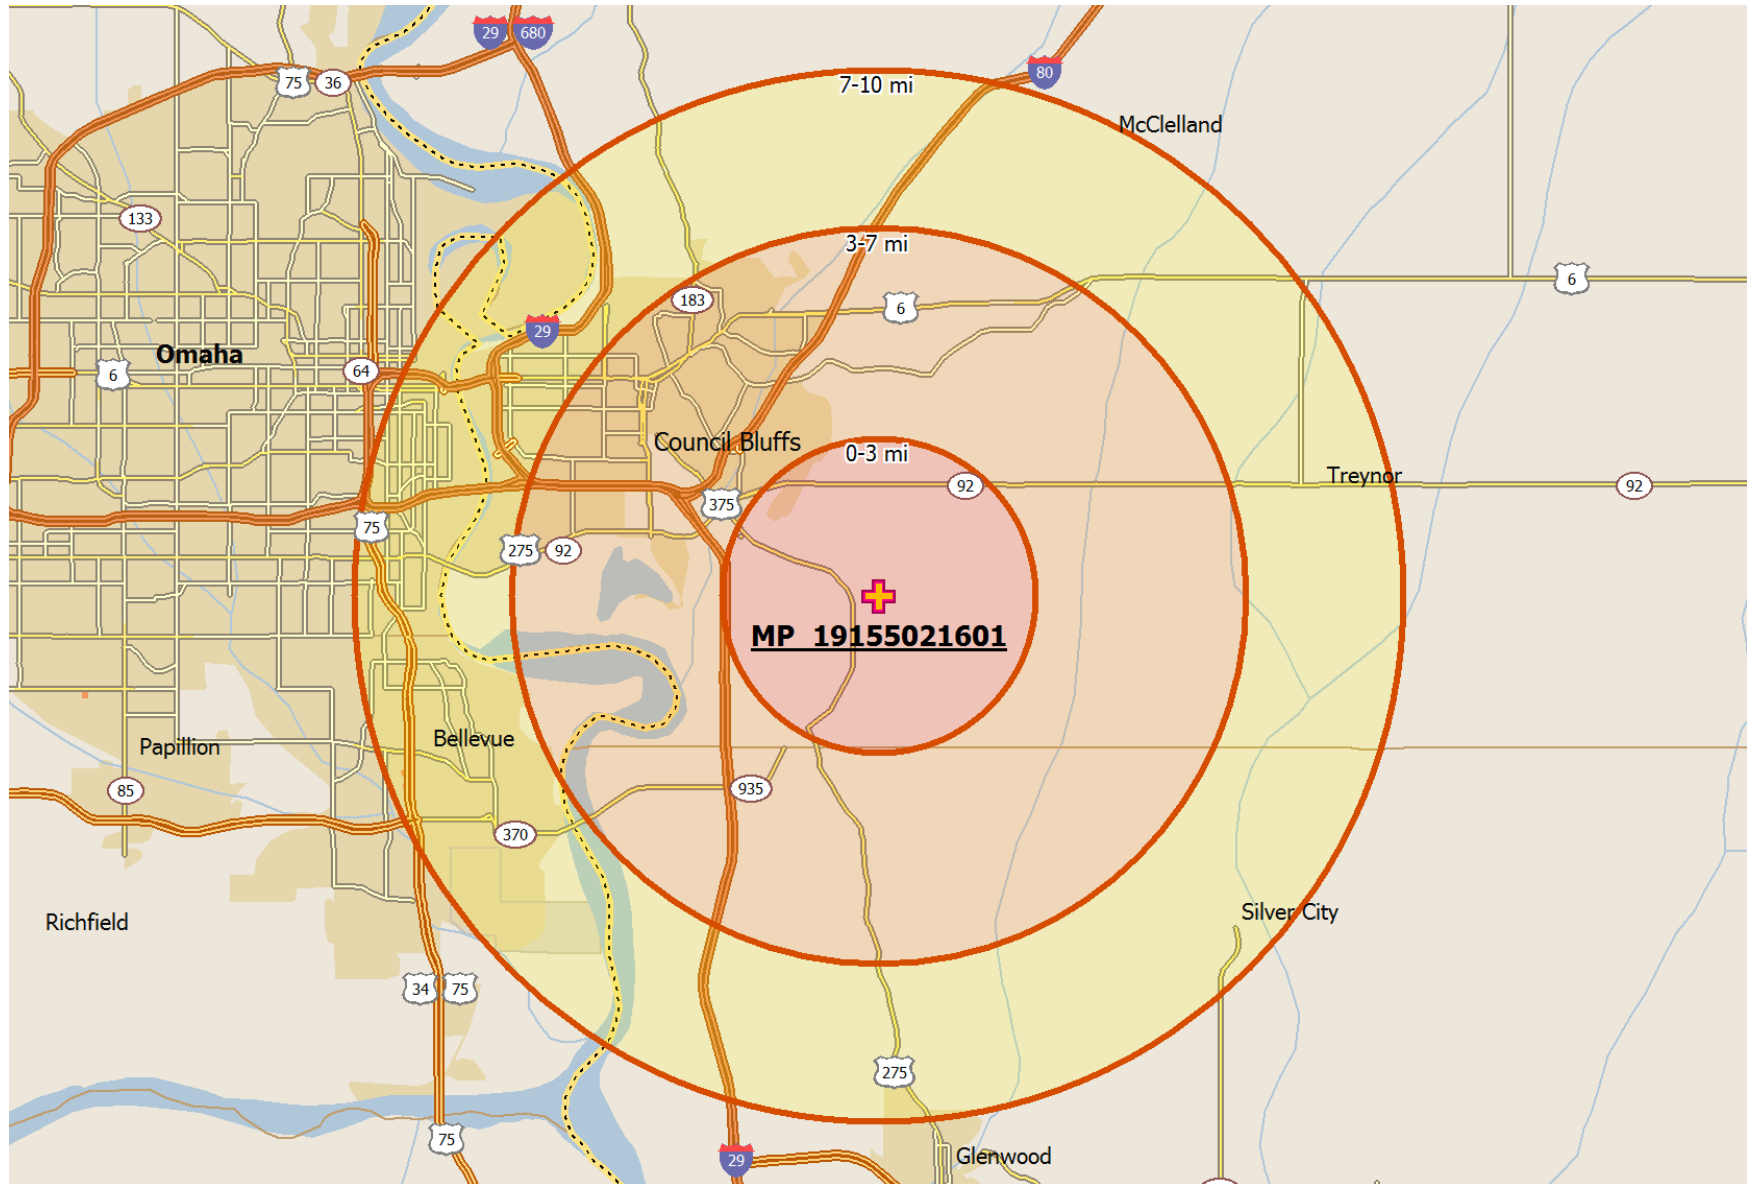 29
680
80
75
36
7-10 mi
McClelland
133
3-7 mi
6
183
6
29
Omaha
64
6
Council Bluffs
0-3 mi
Treynor
92
92
375
75
275
92
MP 19155021601
Bellevue
Papillion
85
935
370
Silver City
Richfield
34
75
275
75
Glenwood
29